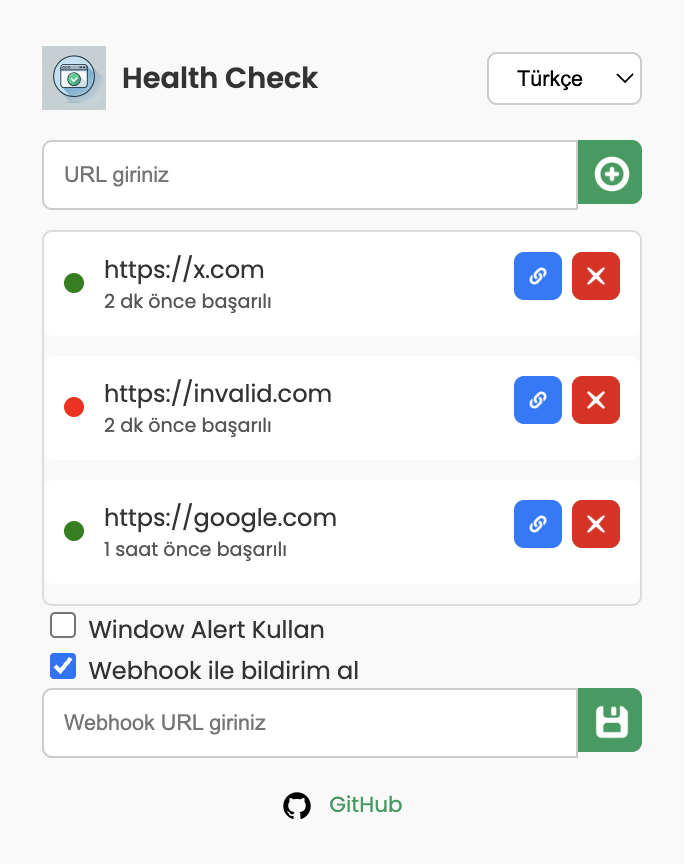 Health Check
Türkçe
URL giriniz
https://x.com
2 dk önce başarılı
https://invalid.com
2 dk önce başarılı
https://google.com
1 saat önce başarılı
Window Alert Kullan
Webhook ile bildirim al
Webhook URL giriniz
GitHub